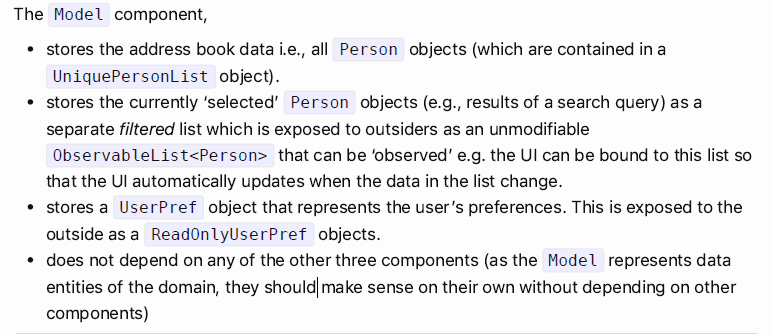 The Model component,
• stores the address book data i.e., all Person objects (which are contained in a
UniquePersonList object).
• stores the currently ‘selected’ Person objects (e.g., results of a search query) as a
separate filtered list which is exposed to outsiders as an unmodifiable
ObservableList<Person> that can be ‘observed’ e.g. the UI can be bound to this list so
that the UI automatically updates when the data in the list change.
• stores a UserPref object that represents the user’s preferences. This is exposed to the
outside as a ReadOnlyUserPref objects.
• does not depend on any of the other three components (as the Model represents data
entities of the domain, they should make sense on their own without depending on other
components)